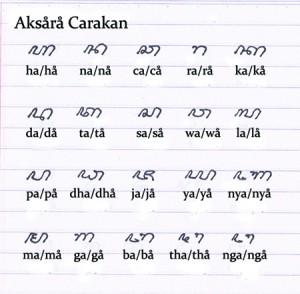 Aksårå Carakan
ꦲ ꦤ ꦕ ꦫ ꦏ
ha/hå na/nå ca/cå ra/rå ka/kå
ꦢ ꦠ ꦱ ꦮ ꦭ
da/då ta/tå sa/så wa/wå la/lå
ꦥ ꦝ ꦗ ꦪ ꦚ
pa/på dha/dhå ja/jå ya/yå nya/nyå
ꦩ ꦒ ꦧ ꦛ ꦔ
ma/må ga/gå ba/bå tha/thå nga/ngå